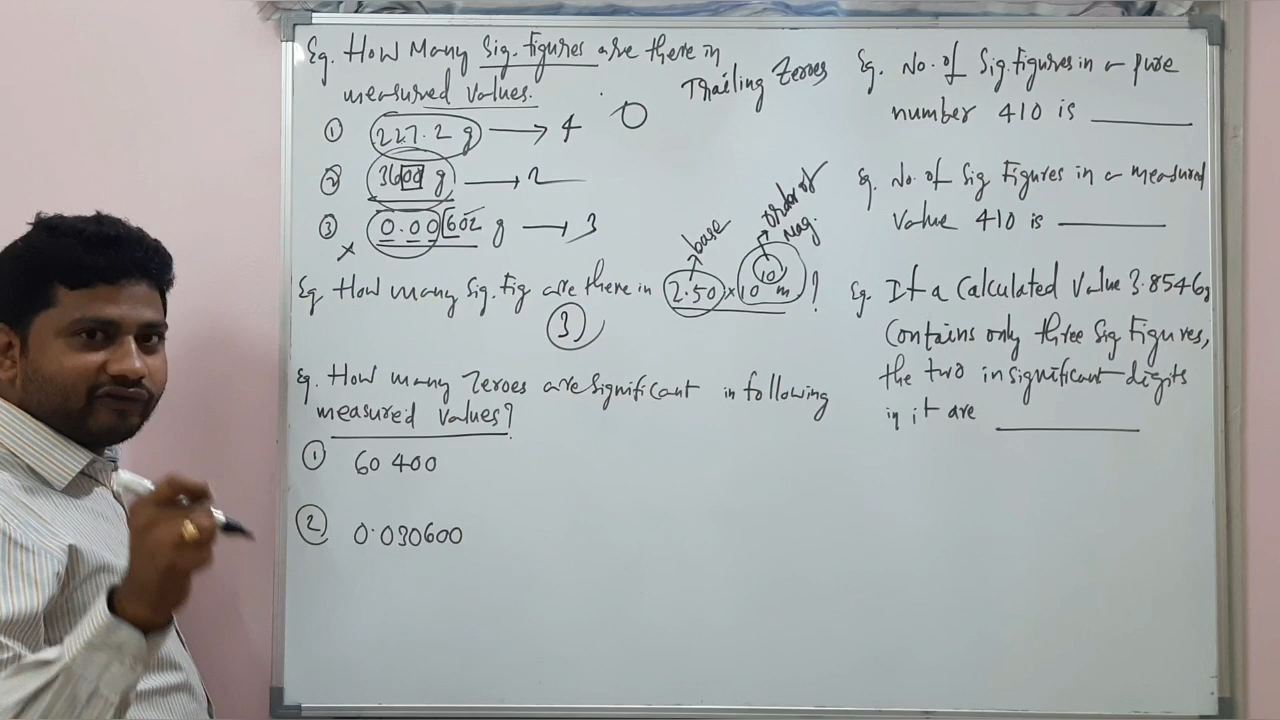 Eg. How Many Sig. figures are there in
measured values.
Trailing Zeroes
① 227.2 g → 4
② 3600 g → 2
③ 0.00602 g → 3
x
base
order of
Mag.
Eg. How many Sig. Fig are there in 2.50 × 10¹⁰ m ?
③
Eg. How many Zeroes are significant in following
measured values?
① 60 400
② 0.030600
Eg. No. of Sig. figures in a pure
number 410 is ______
Eg. No. of Sig Figures in a measured
Value 410 is ______
Eg. If a Calculated Value 3.8546g
Contains only three Sig Figures,
the two insignificant digits
in it are ______